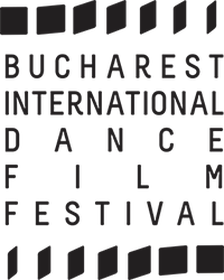 BUCHAREST
INTERNATIONAL
DANCE
FILM
FESTIVAL